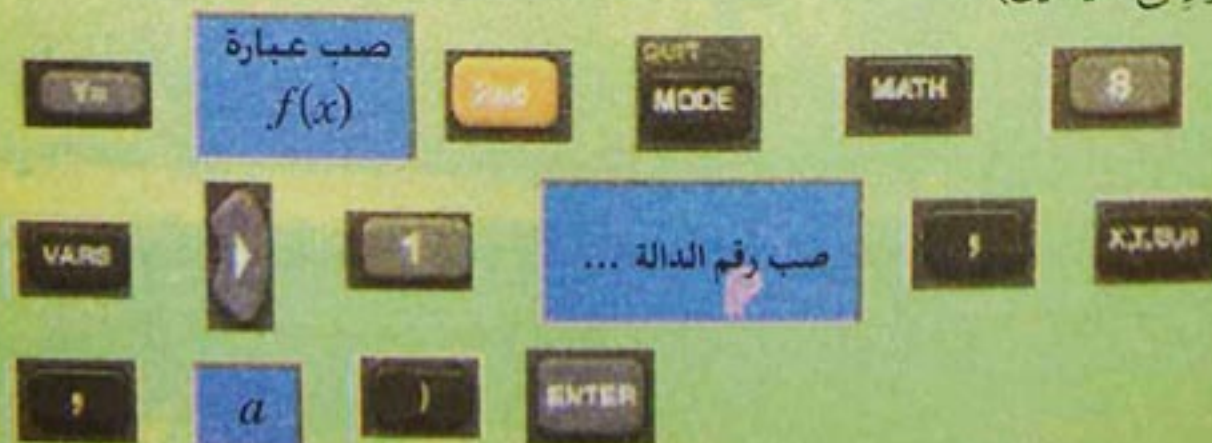 Y= صب عبارة f(x) 2nd QUIT MODE MATH 8
VARS 1 صب رقم الدالة ... , X,T,θ,n
, a ) ENTER